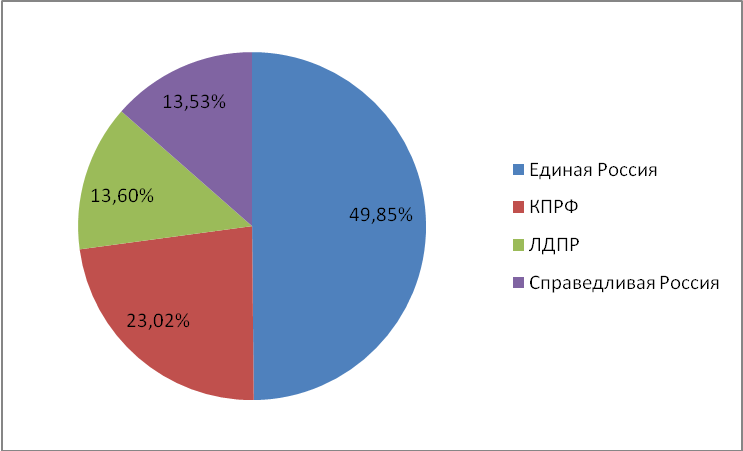 13,53%
13,60%
49,85%
23,02%
Единая Россия
КПРФ
ЛДПР
Справедливая Россия